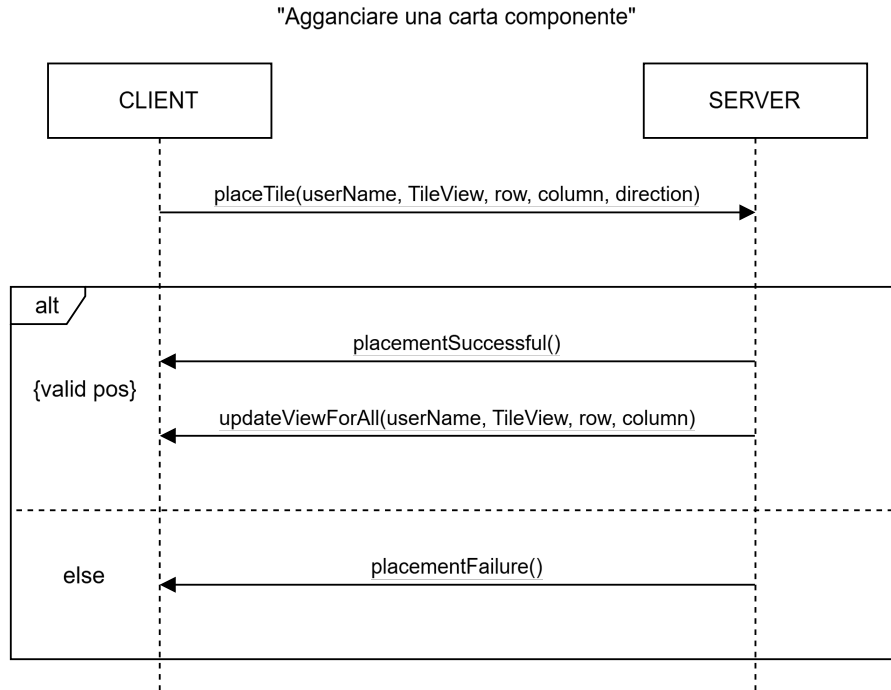 "Agganciare una carta componente"
CLIENT
SERVER
placeTile(userName, TileView, row, column, direction)
alt
placementSuccessful()
{valid pos}
updateViewForAll(userName, TileView, row, column)
placementFailure()
else